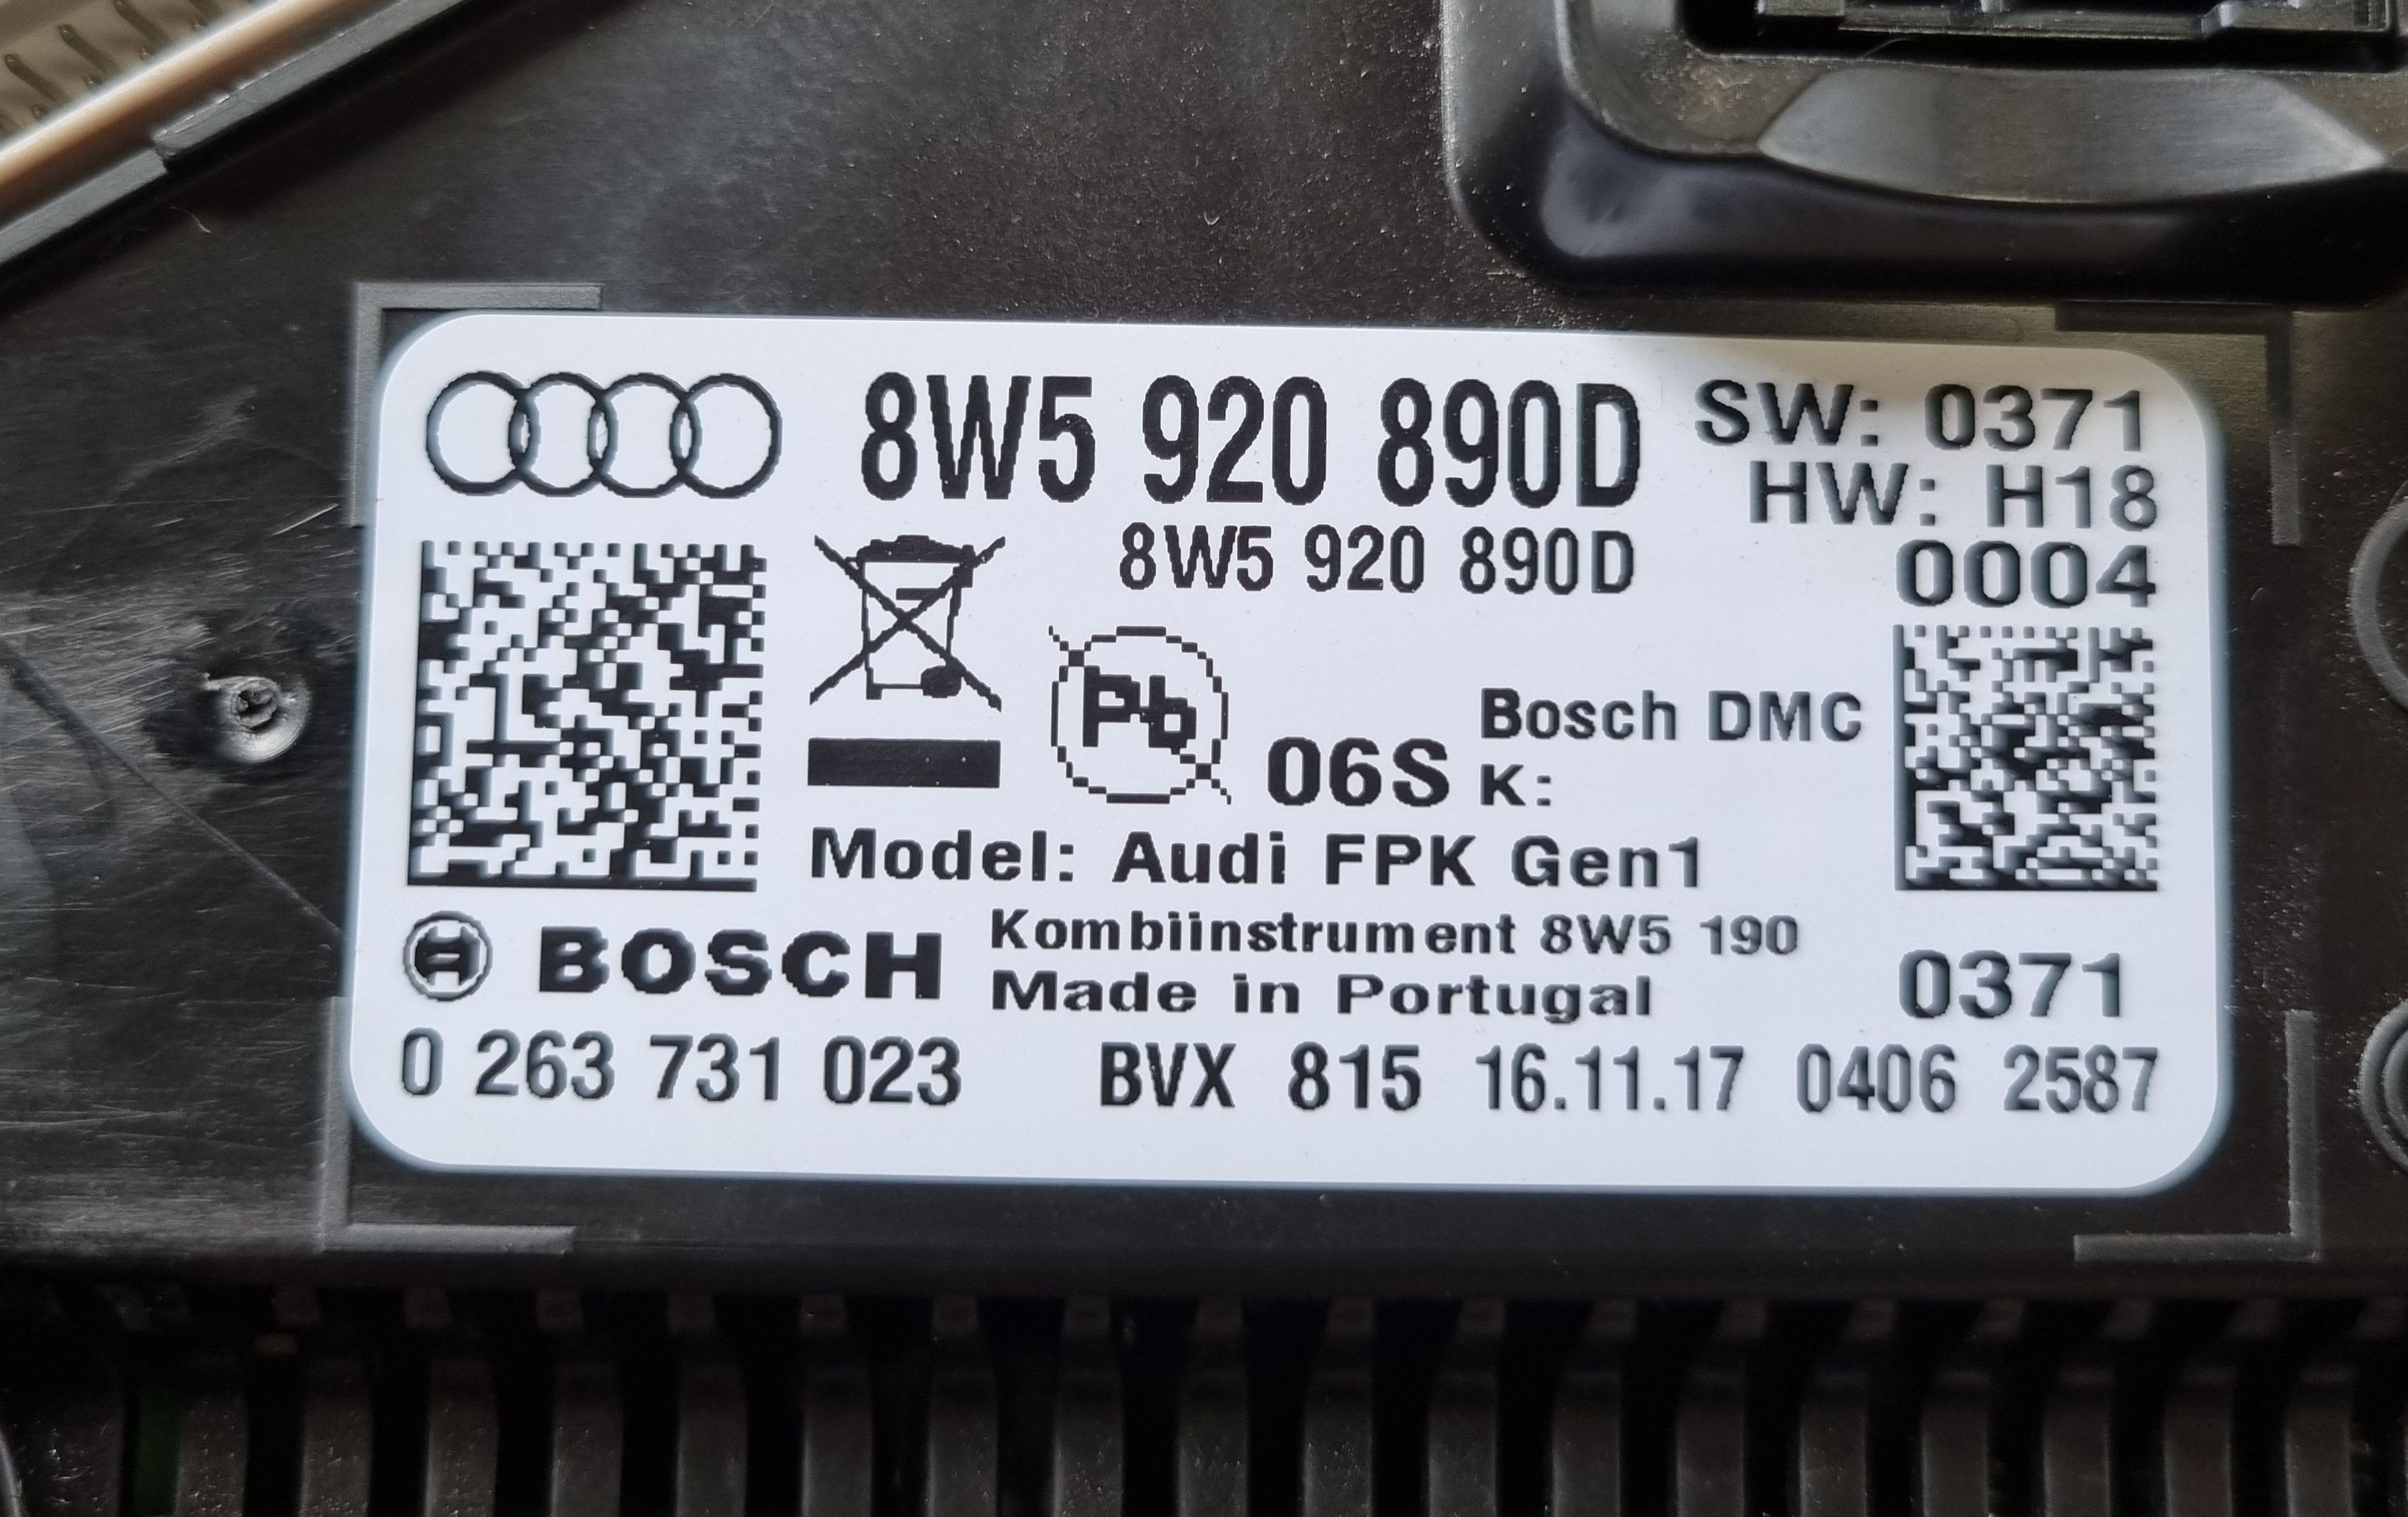 8W5 920 890D SW: 0371
HW: H18
8W5 920 890D 0004
Pb
06S Bosch DMC
K:
Model: Audi FPK Gen1
BOSCH Kombiinstrument 8W5 190
Made in Portugal 0371
0 263 731 023 BVX 815 16.11.17 0406 2587